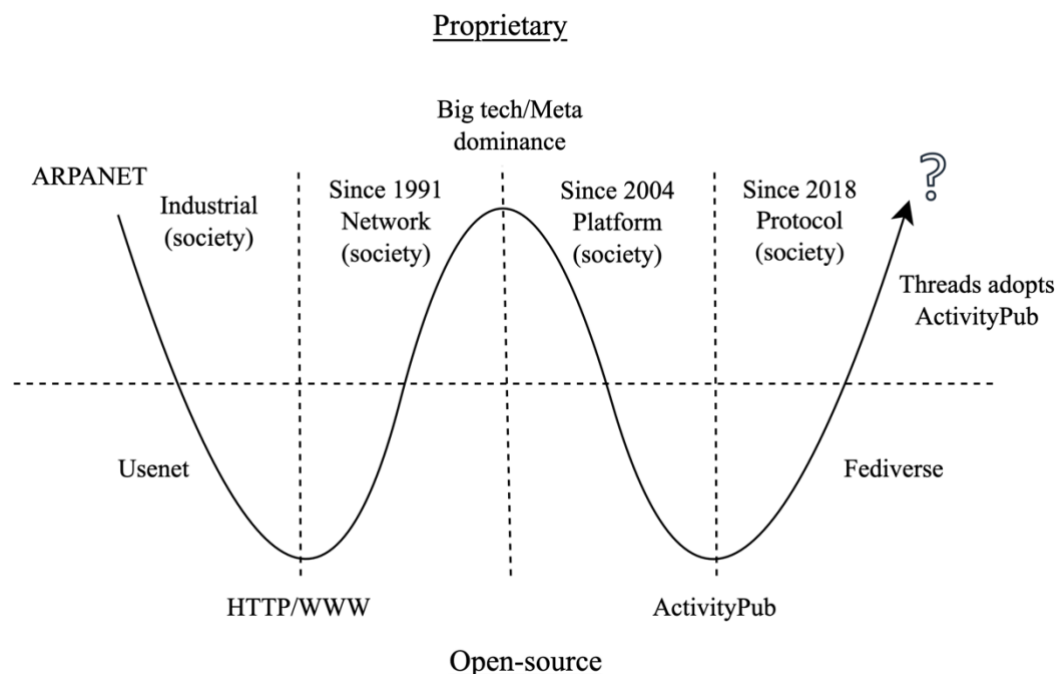 Proprietary
Big tech/Meta
dominance
ARPANET
Industrial
(society)
Since 1991
Network
(society)
Since 2004
Platform
(society)
Since 2018
Protocol
(society)
?
Threads adopts
ActivityPub
Usenet
Fediverse
HTTP/WWW
ActivityPub
Open-source